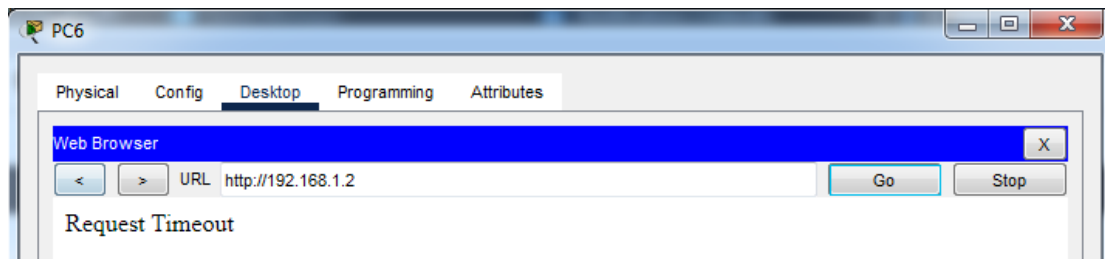 PC6
X
Physical Config Desktop Programming Attributes
Web Browser
X
< > URL http://192.168.1.2 Go Stop
Request Timeout